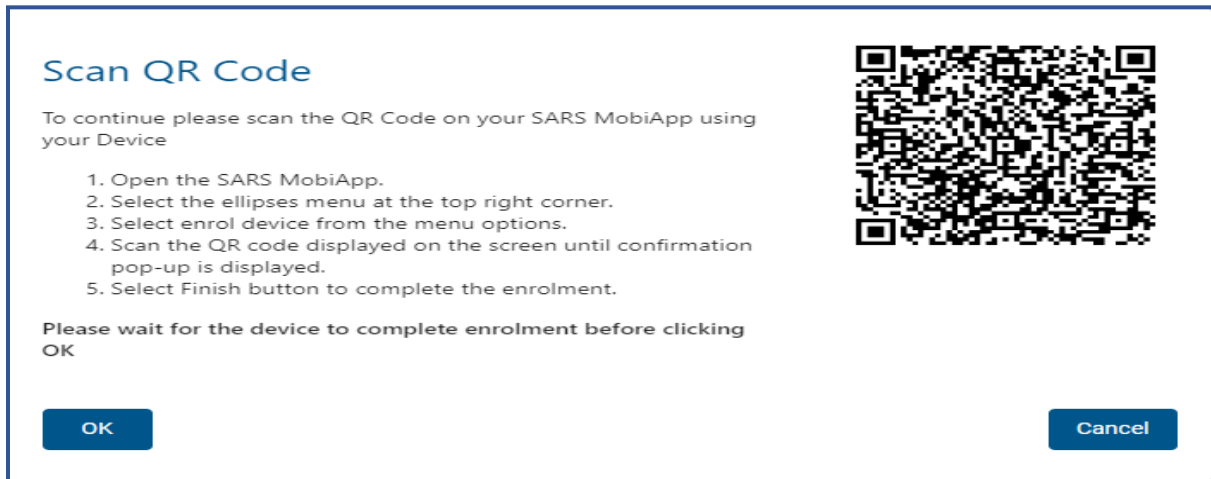 Scan QR Code
To continue please scan the QR Code on your SARS MobiApp using
your Device
1. Open the SARS MobiApp.
2. Select the ellipses menu at the top right corner.
3. Select enrol device from the menu options.
4. Scan the QR code displayed on the screen until confirmation
pop-up is displayed.
5. Select Finish button to complete the enrolment.
Please wait for the device to complete enrolment before clicking
OK
OK
Cancel